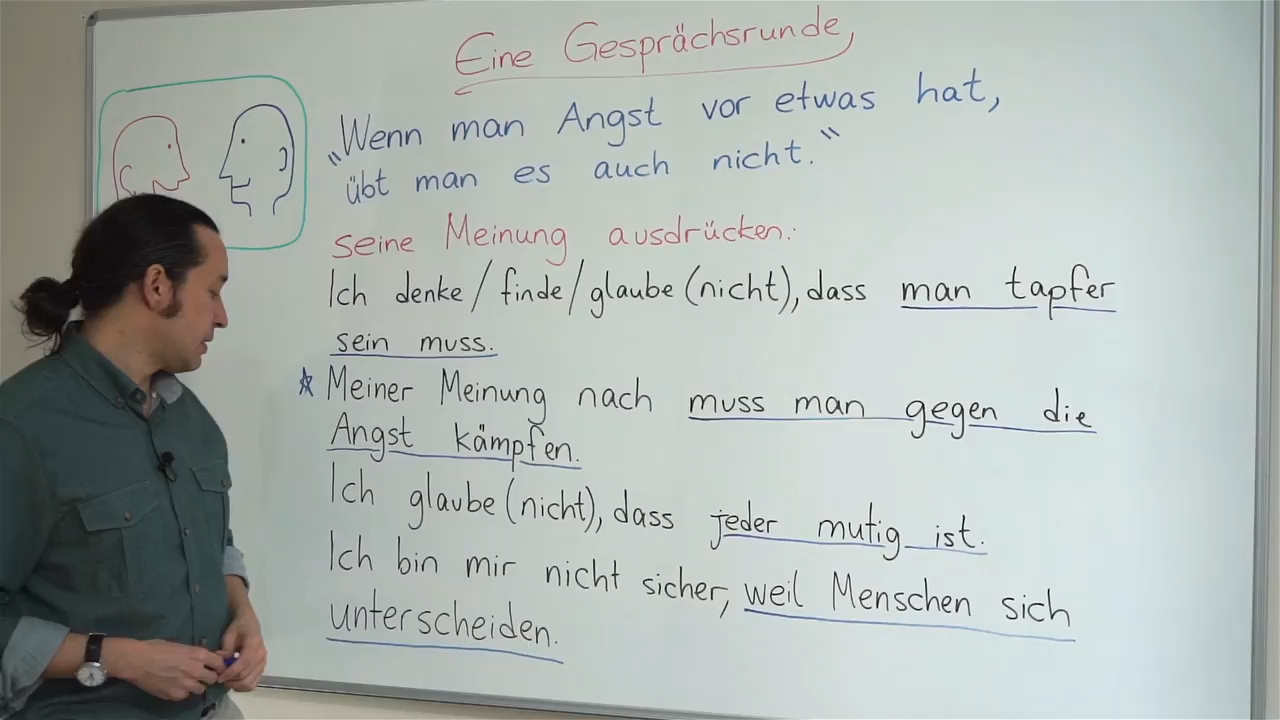 Eine Gesprächsrunde,
„Wenn man Angst vor etwas hat,
übt man es auch nicht."
seine Meinung ausdrücken:
Ich denke/finde/glaube (nicht), dass man tapfer
sein muss.
☆ Meiner Meinung nach muss man gegen die
Angst kämpfen.
Ich glaube (nicht), dass jeder mutig ist.
Ich bin mir nicht sicher, weil Menschen sich
unterscheiden.